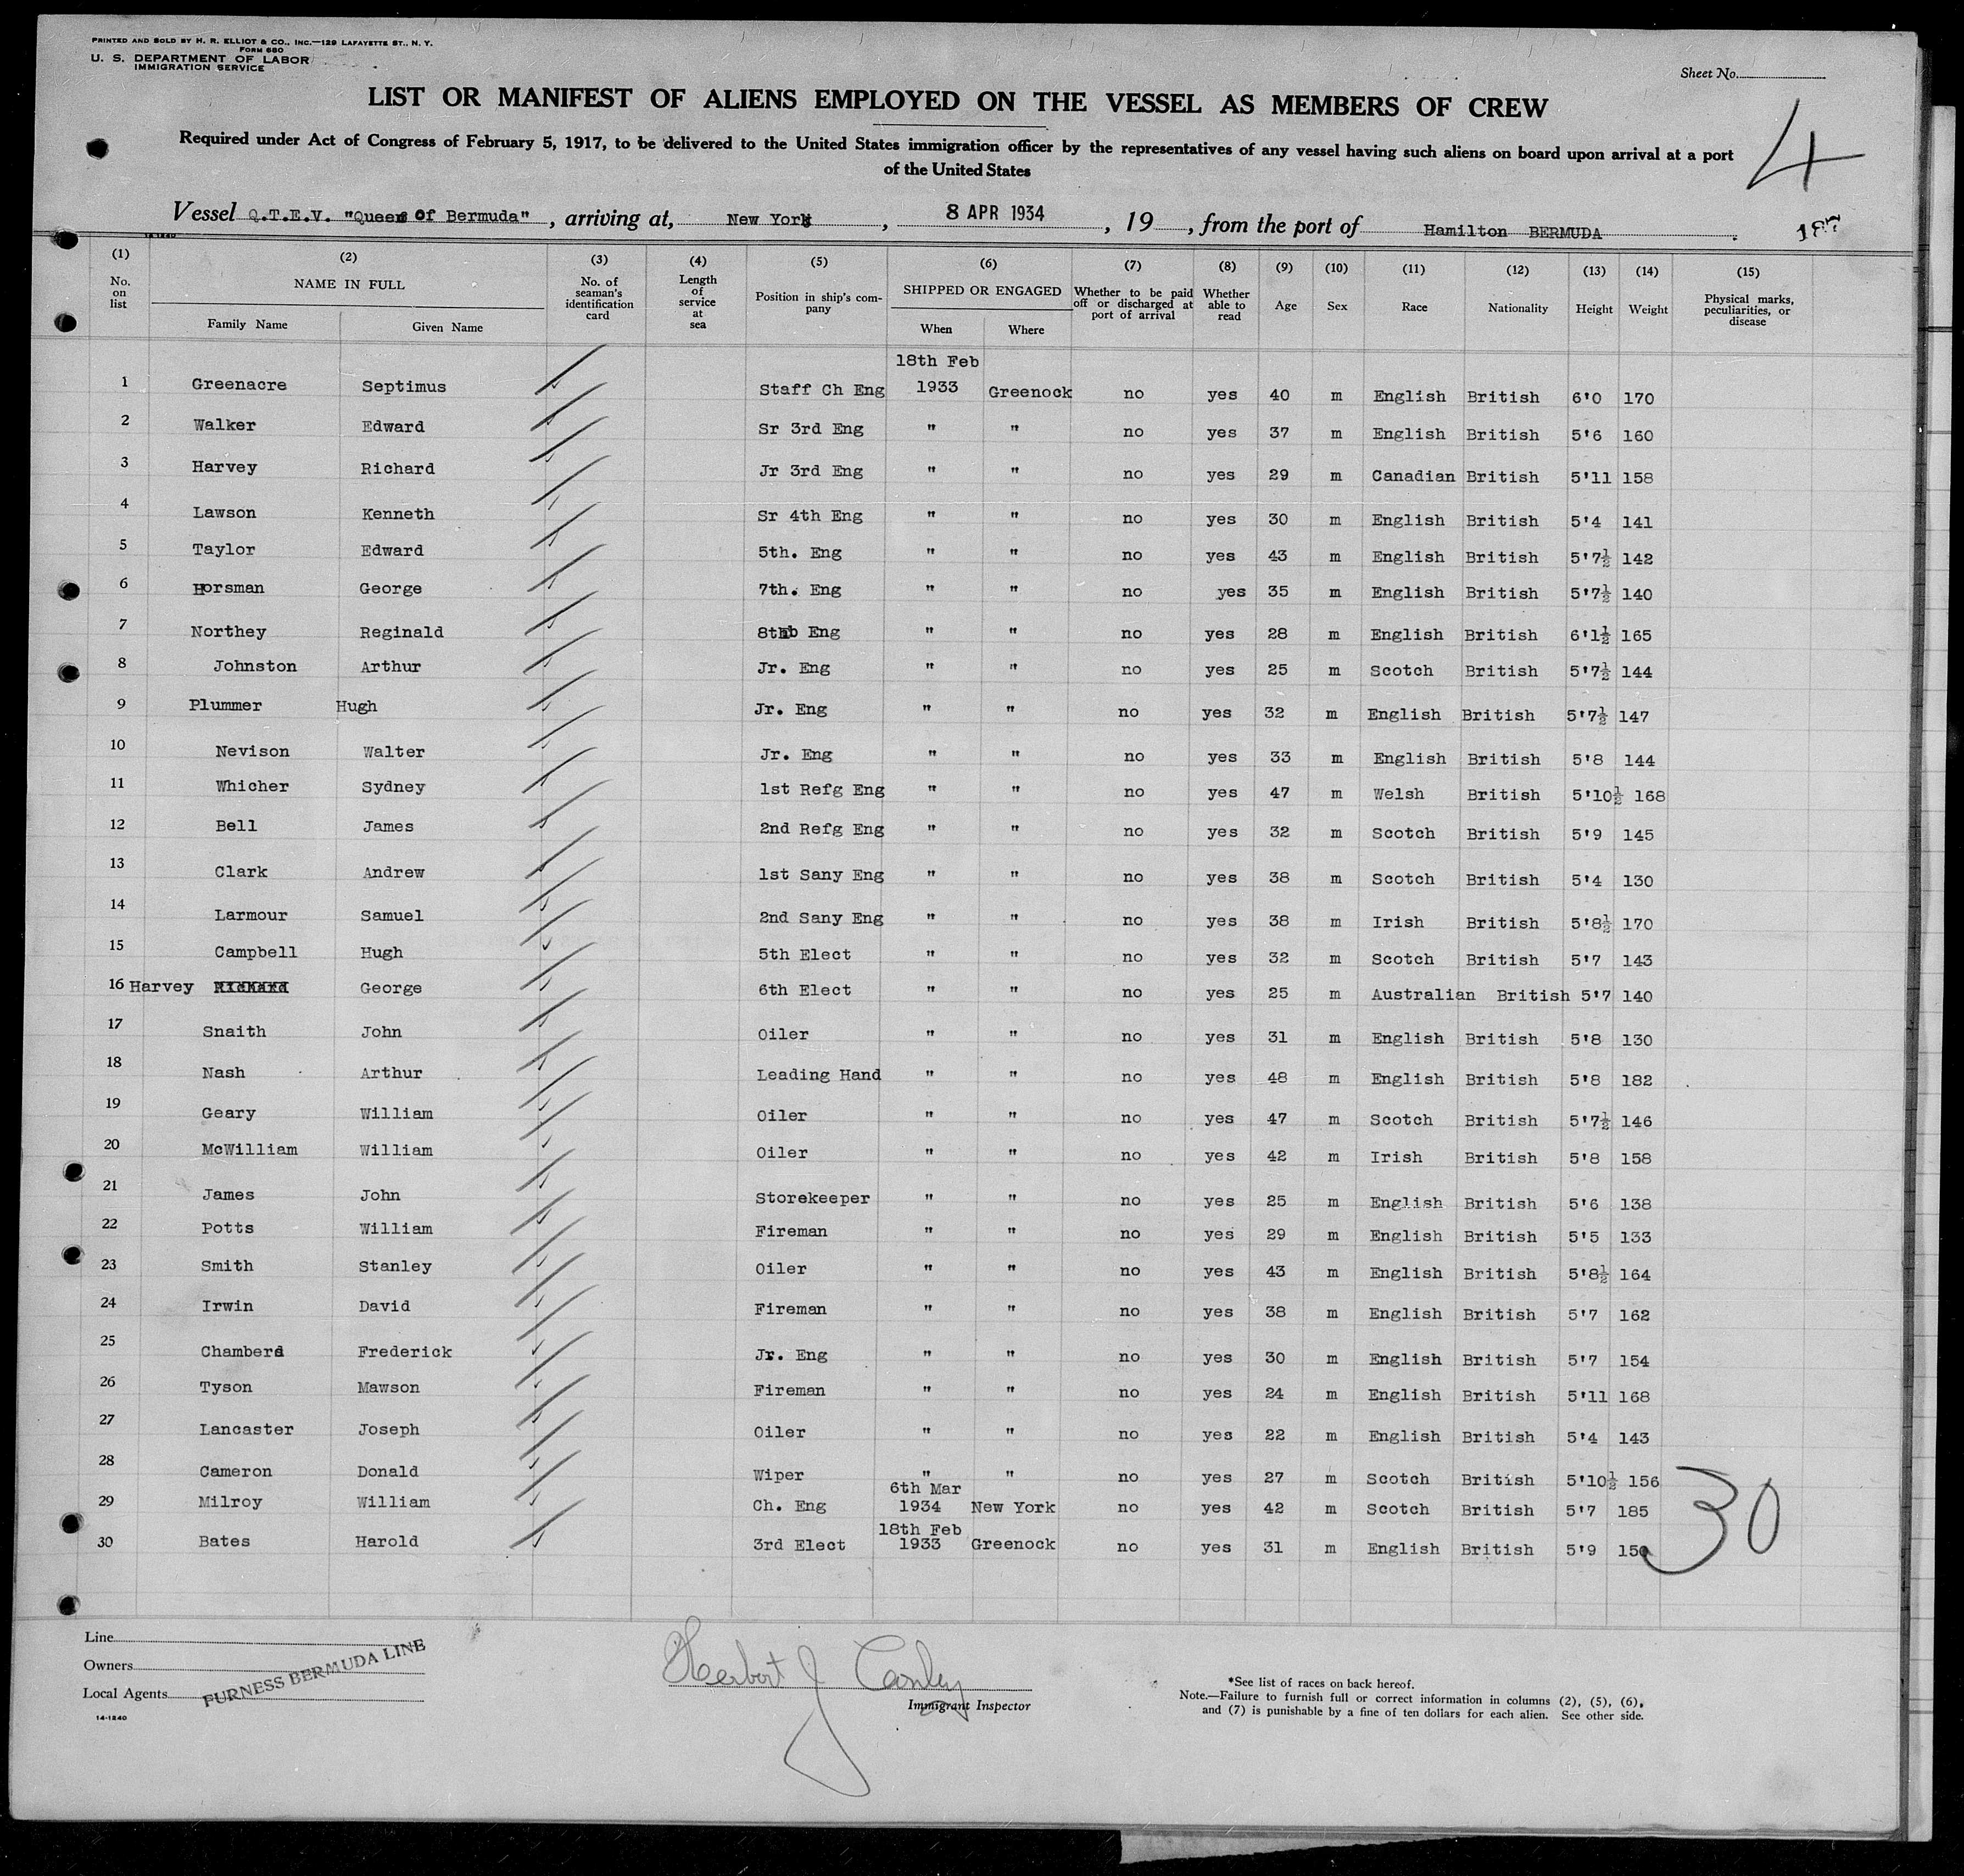 PRINTED AND SOLD BY H. R. ELLIOT & CO., INC.—129 LAFAYETTE ST., N. Y.
FORM 680
U. S. DEPARTMENT OF LABOR
IMMIGRATION SERVICE
Sheet No.
LIST OR MANIFEST OF ALIENS EMPLOYED ON THE VESSEL AS MEMBERS OF CREW
4
Required under Act of Congress of February 5, 1917, to be delivered to the United States immigration officer by the representatives of any vessel having such aliens on board upon arrival at a port
of the United States
Vessel Q.T.E.V. "Queen of Bermuda", arriving at, New York, 8 APR 1934, 19 , from the port of Hamilton BERMUDA.
(1) (2) (3) (4) (5) (6) (7) (8) (9) (10) (11) (12) (13) (14) (15)
No. on list NAME IN FULL No. of seaman's identification card Length of service at sea Position in ship's company SHIPPED OR ENGAGED Whether to be paid off or discharged at port of arrival Whether able to read Age Sex Race Nationality Height Weight Physical marks, peculiarities, or disease
Family Name Given Name When Where
18th Feb
1 Greenacre Septimus Staff Ch Eng 1933 Greenock no yes 40 m English British 6'0 170
2 Walker Edward Sr 3rd Eng " " no yes 37 m English British 5'6 160
3 Harvey Richard Jr 3rd Eng " " no yes 29 m Canadian British 5'11 158
4 Lawson Kenneth Sr 4th Eng " " no yes 30 m English British 5'4 141
5 Taylor Edward 5th. Eng " " no yes 43 m English British 5'7½ 142
6 Horsman George 7th. Eng " " no yes 35 m English British 5'7½ 140
7 Northey Reginald 8th Eng " " no yes 28 m English British 6'1½ 165
8 Johnston Arthur Jr. Eng " " no yes 25 m Scotch British 5'7½ 144
9 Plummer Hugh Jr. Eng " " no yes 32 m English British 5'7½ 147
10 Nevison Walter Jr. Eng " " no yes 33 m English British 5'8 144
11 Whicher Sydney 1st Refg Eng " " no yes 47 m Welsh British 5'10½ 168
12 Bell James 2nd Refg Eng " " no yes 32 m Scotch British 5'9 145
13 Clark Andrew 1st Sany Eng " " no yes 38 m Scotch British 5'4 130
14 Larmour Samuel 2nd Sany Eng " " no yes 38 m Irish British 5'8½ 170
15 Campbell Hugh 5th Elect " " no yes 32 m Scotch British 5'7 143
16 Harvey George 6th Elect " " no yes 25 m Australian British 5'7 140
17 Snaith John Oiler " " no yes 31 m English British 5'8 130
18 Nash Arthur Leading Hand " " no yes 48 m English British 5'8 182
19 Geary William Oiler " " no yes 47 m Scotch British 5'7½ 146
20 McWilliam William Oiler " " no yes 42 m Irish British 5'8 158
21 James John Storekeeper " " no yes 25 m English British 5'6 138
22 Potts William Fireman " " no yes 29 m English British 5'5 133
23 Smith Stanley Oiler " " no yes 43 m English British 5'8½ 164
24 Irwin David Fireman " " no yes 38 m English British 5'7 162
25 Chambers Frederick Jr. Eng " " no yes 30 m English British 5'7 154
26 Tyson Mawson Fireman " " no yes 24 m English British 5'11 168
27 Lancaster Joseph Oiler " " no yes 22 m English British 5'4 143
28 Cameron Donald Wiper " " no yes 27 m Scotch British 5'10½ 156
6th Mar
29 Milroy William Ch. Eng 1934 New York no yes 42 m Scotch British 5'7 185
18th Feb
30 Bates Harold 3rd Elect 1933 Greenock no yes 31 m English British 5'9 150
30
Line
Owners
Local Agents
FURNESS BERMUDA LINE
14-1240
Herbert J
Immigrant Inspector
*See list of races on back hereof.
Note.—Failure to furnish full or correct information in columns (2), (5), (6), and (7) is punishable by a fine of ten dollars for each alien. See other side.